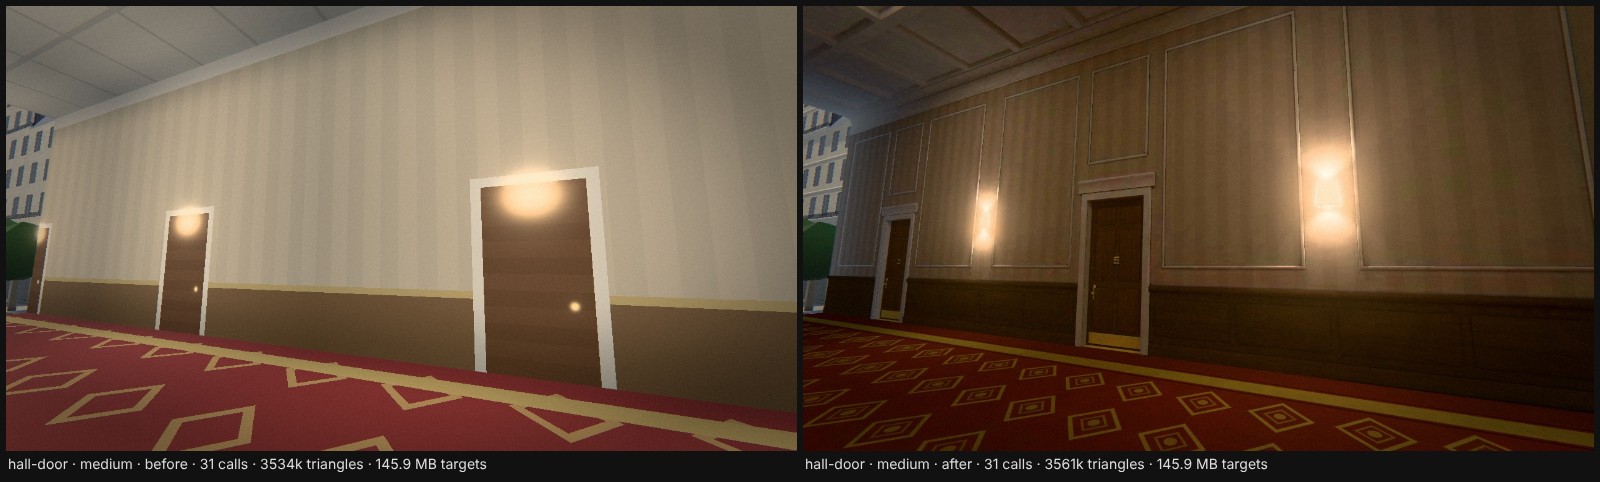 hall-door · medium · before · 31 calls · 3534k triangles · 145.9 MB targets
hall-door · medium · after · 31 calls · 3561k triangles · 145.9 MB targets